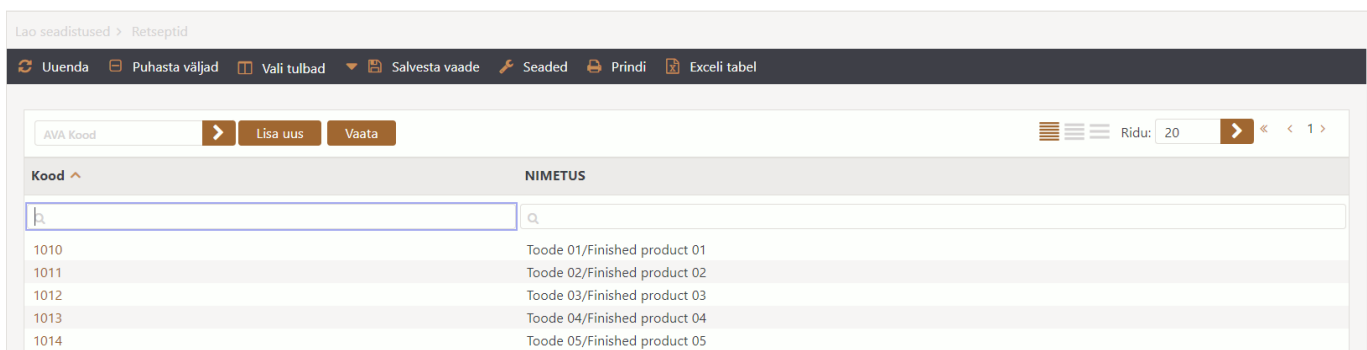 Lao seadistused > Retseptid
Uuenda Puhasta väljad Vali tulbad Salvesta vaade Seaded Prindi Exceli tabel
AVA Kood Lisa uus Vaata Ridu: 20 « < 1 >
Kood NIMETUS
1010 Toode 01/Finished product 01
1011 Toode 02/Finished product 02
1012 Toode 03/Finished product 03
1013 Toode 04/Finished product 04
1014 Toode 05/Finished product 05